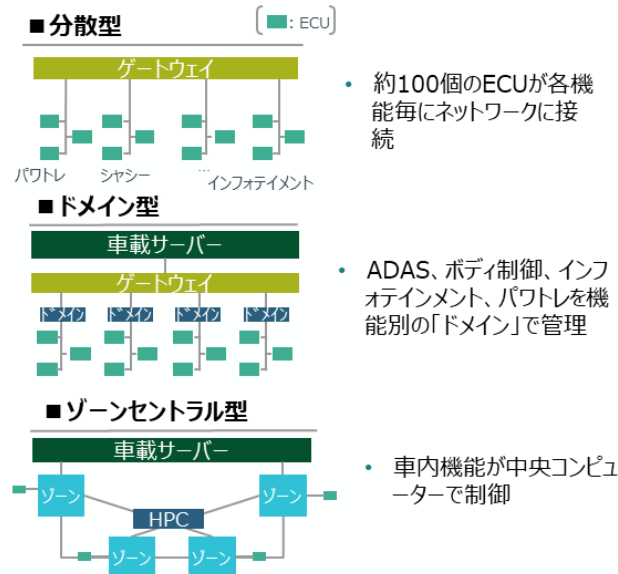 ■分散型
■: ECU
ゲートウェイ
パワトレ
シャシー
…
インフォテイメント
• 約100個のECUが各機
能毎にネットワークに接
続
■ドメイン型
車載サーバー
ゲートウェイ
ドメイン
ドメイン
ドメイン
ドメイン
• ADAS、ボディ制御、インフ
ォテインメント、パワトレを機
能別の「ドメイン」で管理
■ゾーンセントラル型
車載サーバー
ゾーン
ゾーン
HPC
ゾーン
ゾーン
• 車内機能が中央コンピュ
ーターで制御